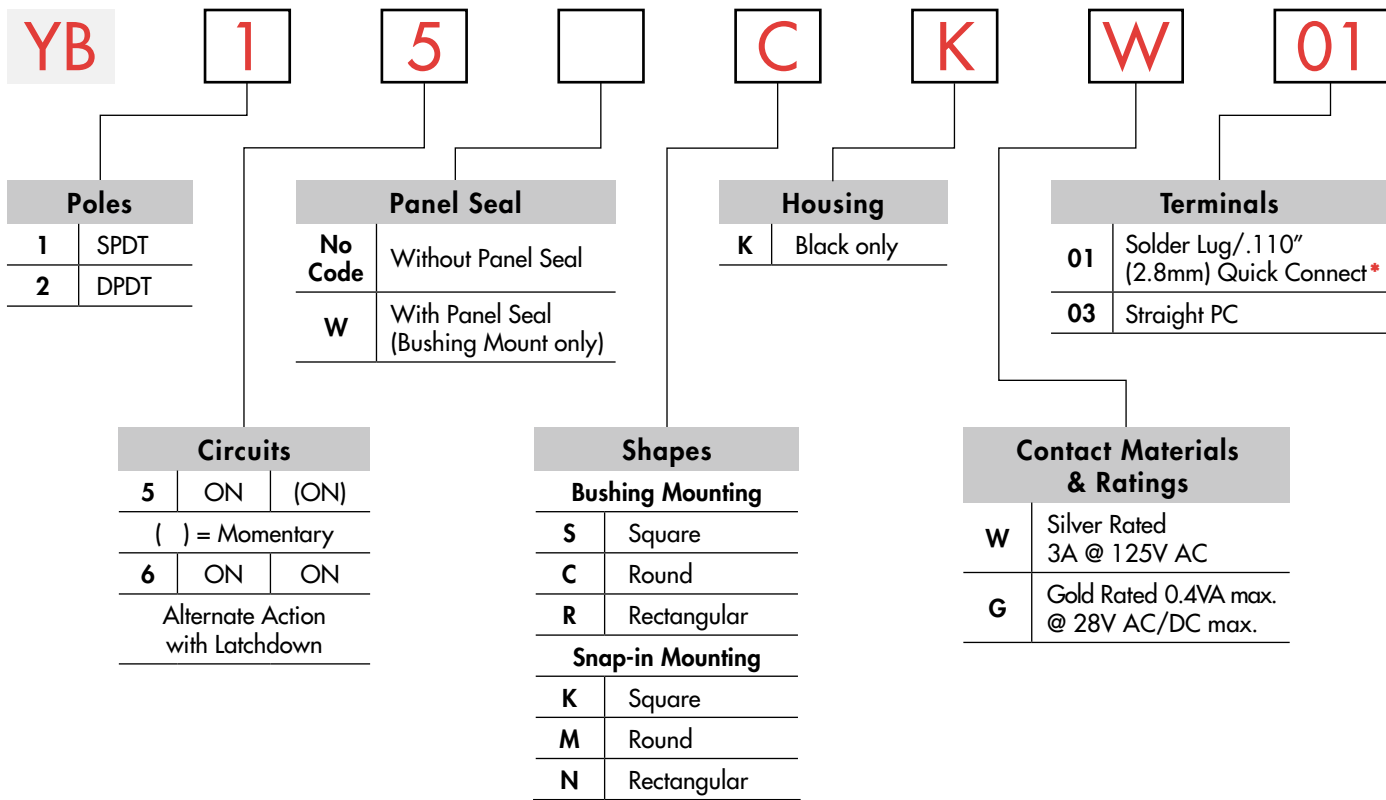 YB 1 5 C K W 01
Poles
1 SPDT
2 DPDT
Panel Seal
No Code Without Panel Seal
W With Panel Seal
(Bushing Mount only)
Housing
K Black only
Terminals
01 Solder Lug/.110”
(2.8mm) Quick Connect*
03 Straight PC
Circuits
5 ON (ON)
( ) = Momentary
6 ON ON
Alternate Action
with Latchdown
Shapes
Bushing Mounting
S Square
C Round
R Rectangular
Snap-in Mounting
K Square
M Round
N Rectangular
Contact Materials
& Ratings
W Silver Rated
3A @ 125V AC
G Gold Rated 0.4VA max.
@ 28V AC/DC max.